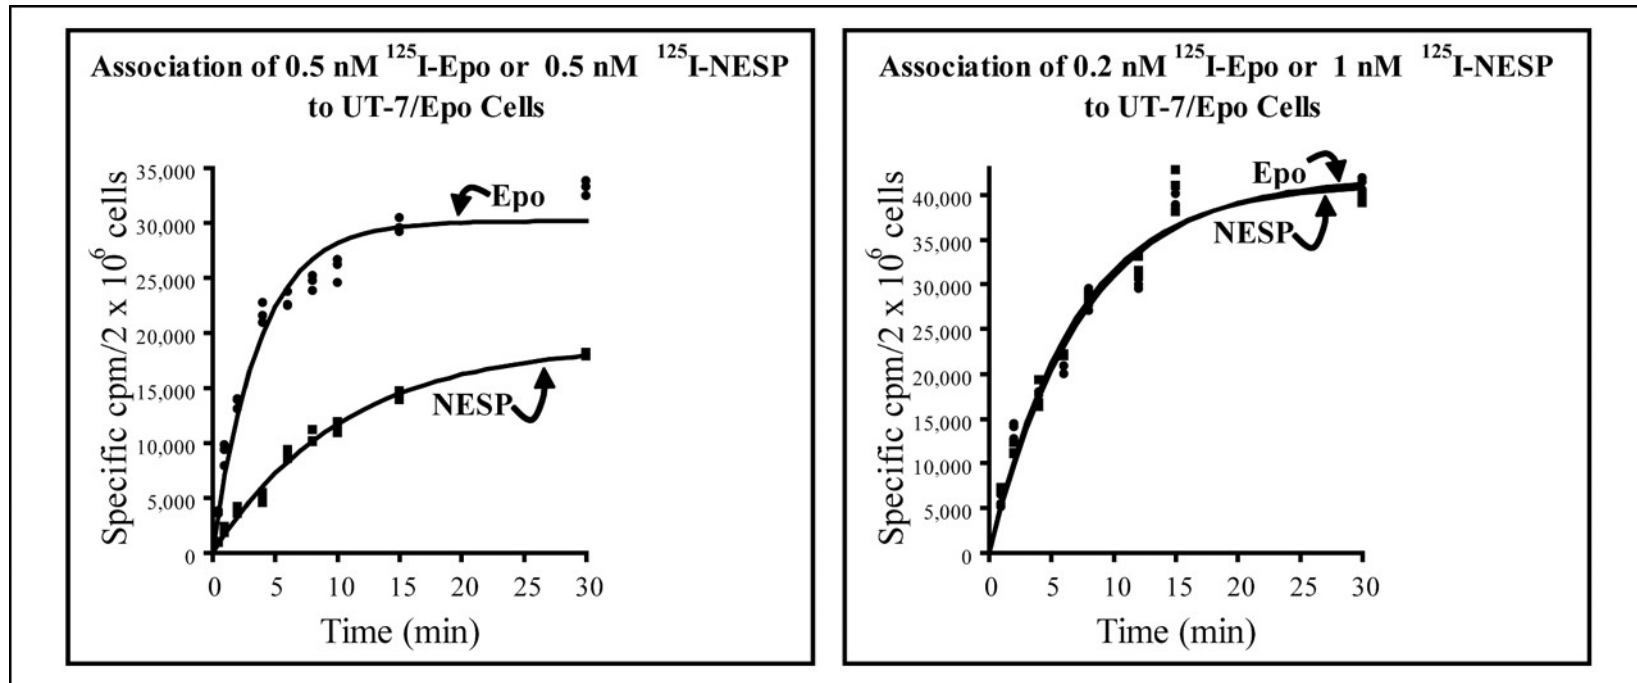 Association of 0.5 nM 125I-Epo or 0.5 nM 125I-NESP
to UT-7/Epo Cells
Specific cpm/2 x 10^6 cells
35,000
30,000
25,000
20,000
15,000
10,000
5,000
0
Epo
NESP
0 5 10 15 20 25 30
Time (min)
Association of 0.2 nM 125I-Epo or 1 nM 125I-NESP
to UT-7/Epo Cells
Specific cpm/2 x 10^6 cells
40,000
35,000
30,000
25,000
20,000
15,000
10,000
5,000
0
Epo
NESP
0 5 10 15 20 25 30
Time (min)